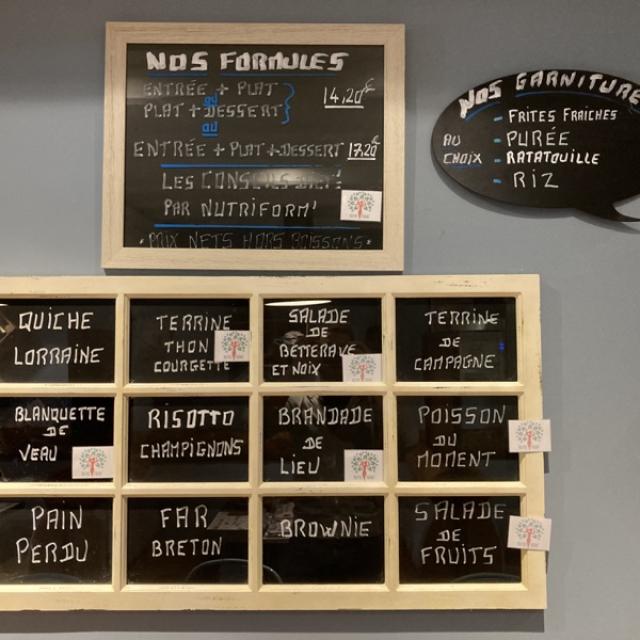 NOS FORMULES
ENTRÉE + PLAT
ou
PLAT + DESSERT
14,20€
ou
ENTRÉE + PLAT + DESSERT 17,20€
LES CONSEILS
PAR NUTRIFORM'
*PRIX NETS HORS BOISSONS*
NOS GARNITURE
AU CHOIX
- FRITES FRAICHES
- PURÉE
- RATATOUILLE
- RIZ
QUICHE
LORRAINE
TERRINE
THON
COURGETTE
SALADE
DE
BETTERAVE
ET NOIX
TERRINE
DE
CAMPAGNE
BLANQUETTE
DE
VEAU
RISOTTO
CHAMPIGNONS
BRANDADE
DE
LIEU
POISSON
DU
MOMENT
PAIN
PERDU
FAR
BRETON
BROWNIE
SALADE
DE
FRUITS